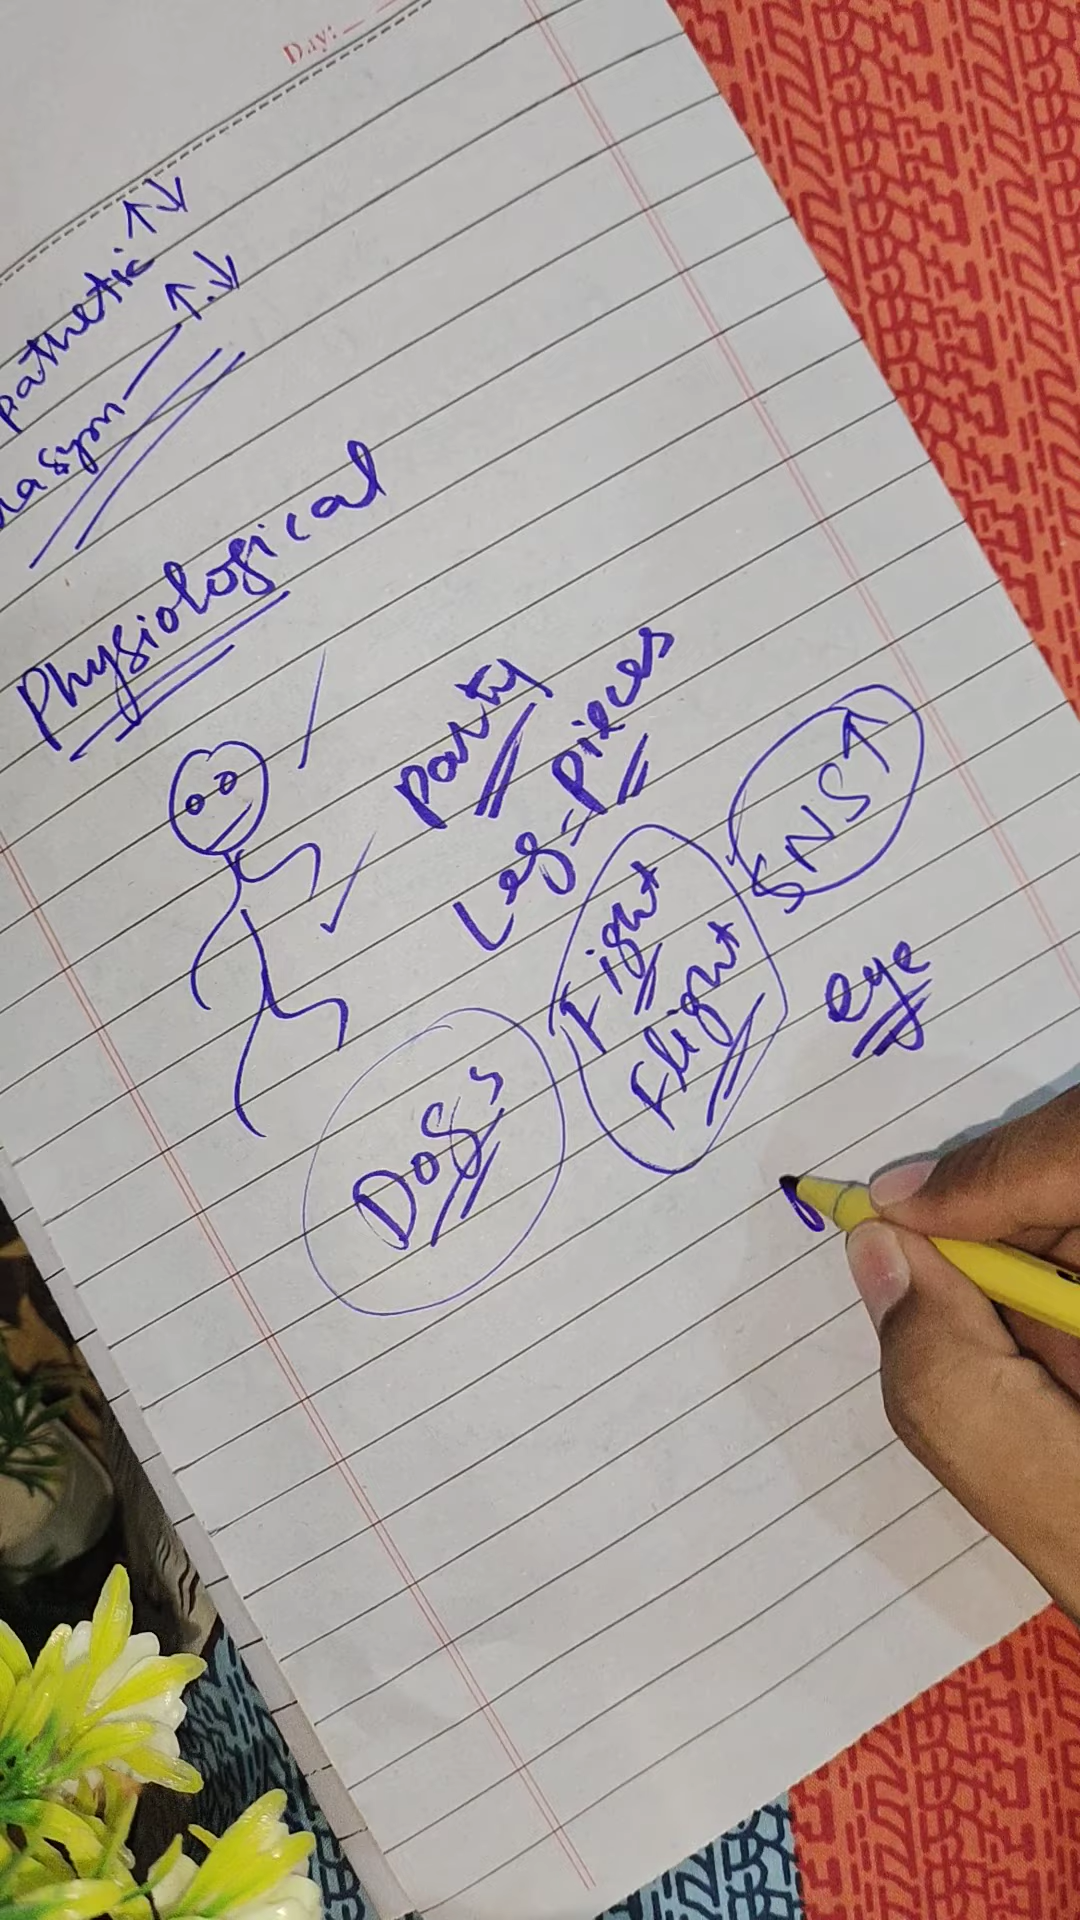 Day:
pathetic ↑↓
rasym — ↑↓
Physiological
Party
Leg-Pieces
Dogs
Fight
Flight
SNS↑
eye